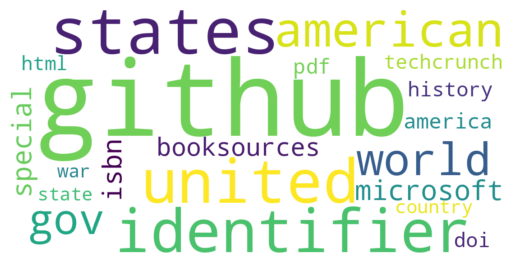 states american
html github pdf techcrunch
history
special isbn booksources america
war united world
state microsoft
gov identifier country
doi